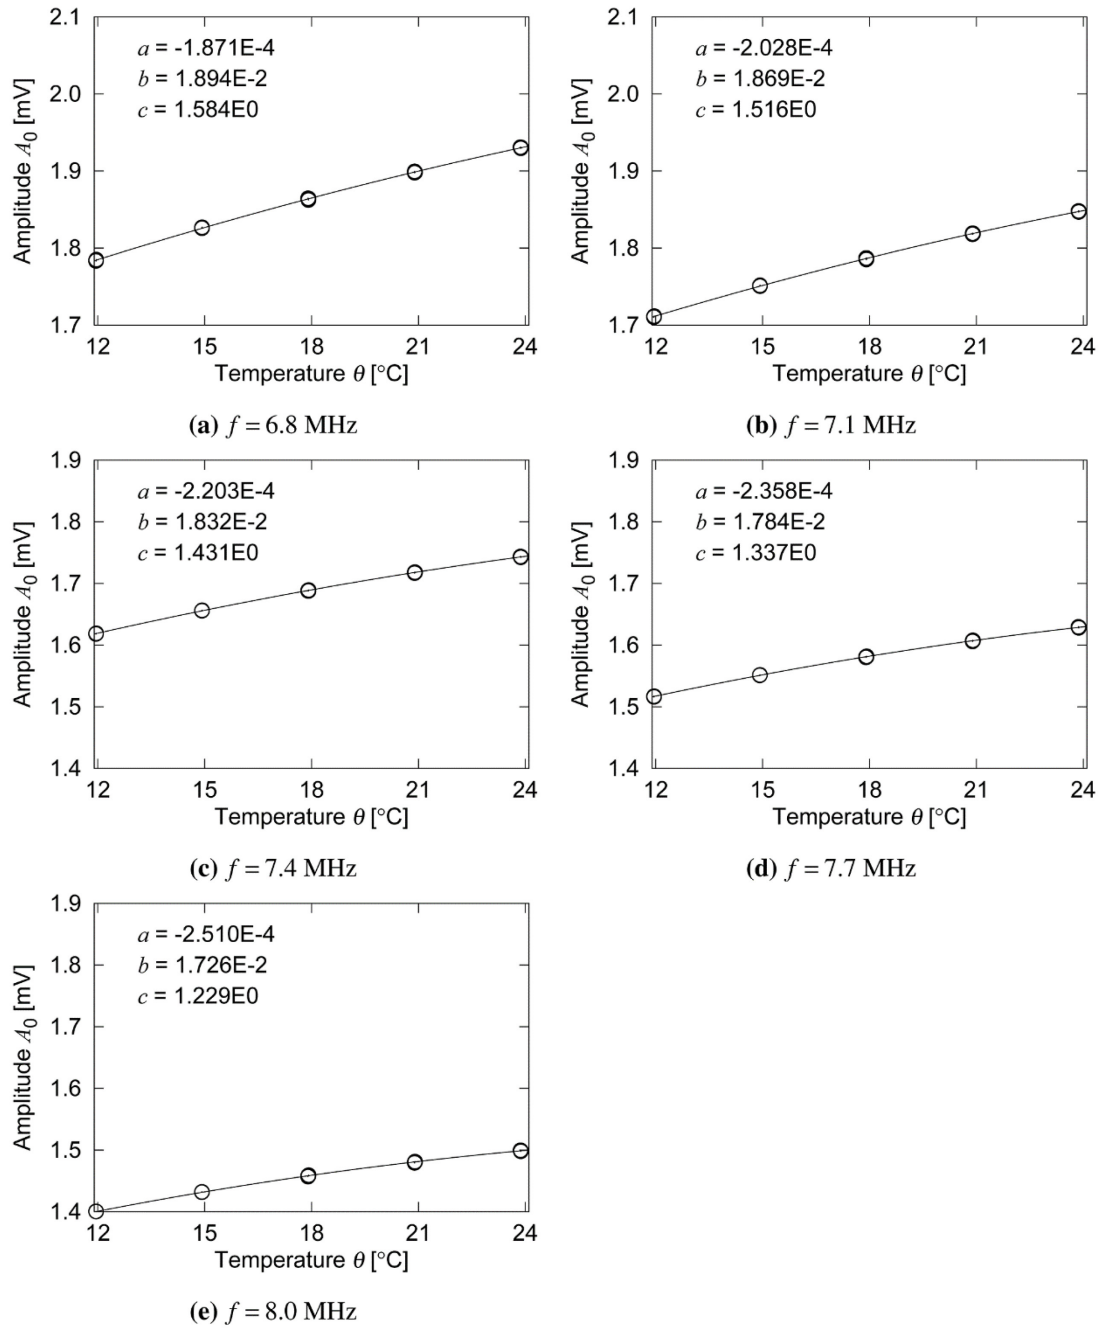 2.1
2.0
1.9
1.8
1.7
Amplitude A0 [mV]
a = -1.871E-4
b = 1.894E-2
c = 1.584E0
12 15 18 21 24
Temperature θ [°C]
(a) f = 6.8 MHz
2.1
2.0
1.9
1.8
1.7
Amplitude A0 [mV]
a = -2.028E-4
b = 1.869E-2
c = 1.516E0
12 15 18 21 24
Temperature θ [°C]
(b) f = 7.1 MHz
1.9
1.8
1.7
1.6
1.5
1.4
Amplitude A0 [mV]
a = -2.203E-4
b = 1.832E-2
c = 1.431E0
12 15 18 21 24
Temperature θ [°C]
(c) f = 7.4 MHz
1.9
1.8
1.7
1.6
1.5
1.4
Amplitude A0 [mV]
a = -2.358E-4
b = 1.784E-2
c = 1.337E0
12 15 18 21 24
Temperature θ [°C]
(d) f = 7.7 MHz
1.9
1.8
1.7
1.6
1.5
1.4
Amplitude A0 [mV]
a = -2.510E-4
b = 1.726E-2
c = 1.229E0
12 15 18 21 24
Temperature θ [°C]
(e) f = 8.0 MHz